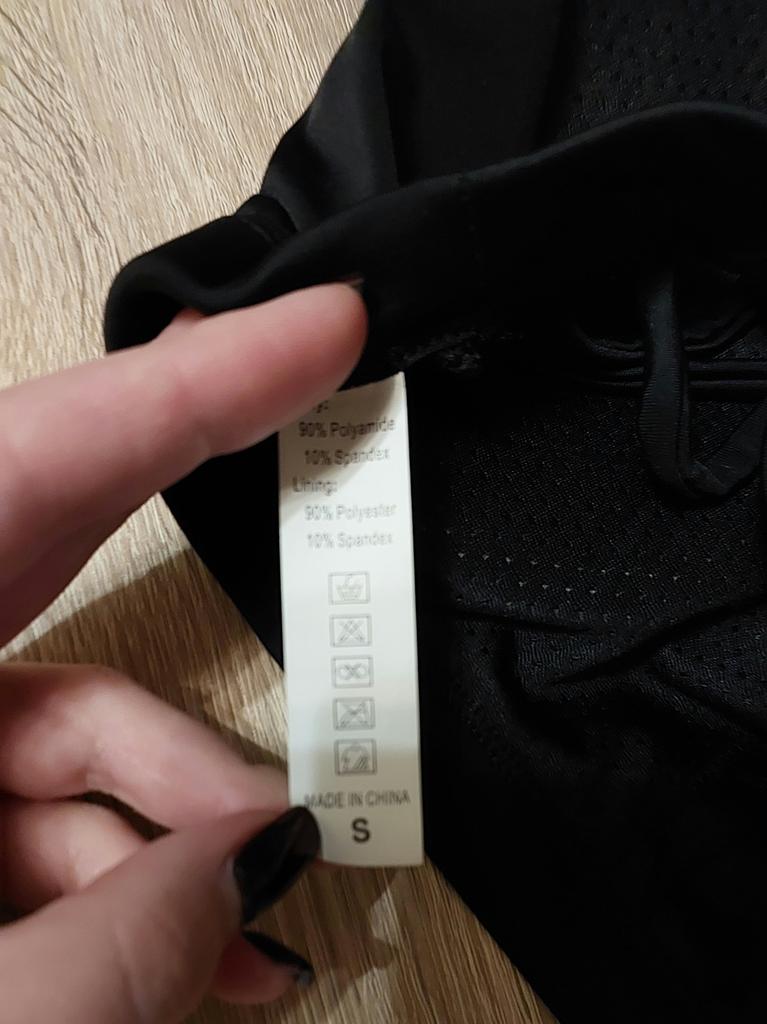 90% Polyamide
10% Spandex
Lining:
90% Polyester
10% Spandex
MADE IN CHINA
S